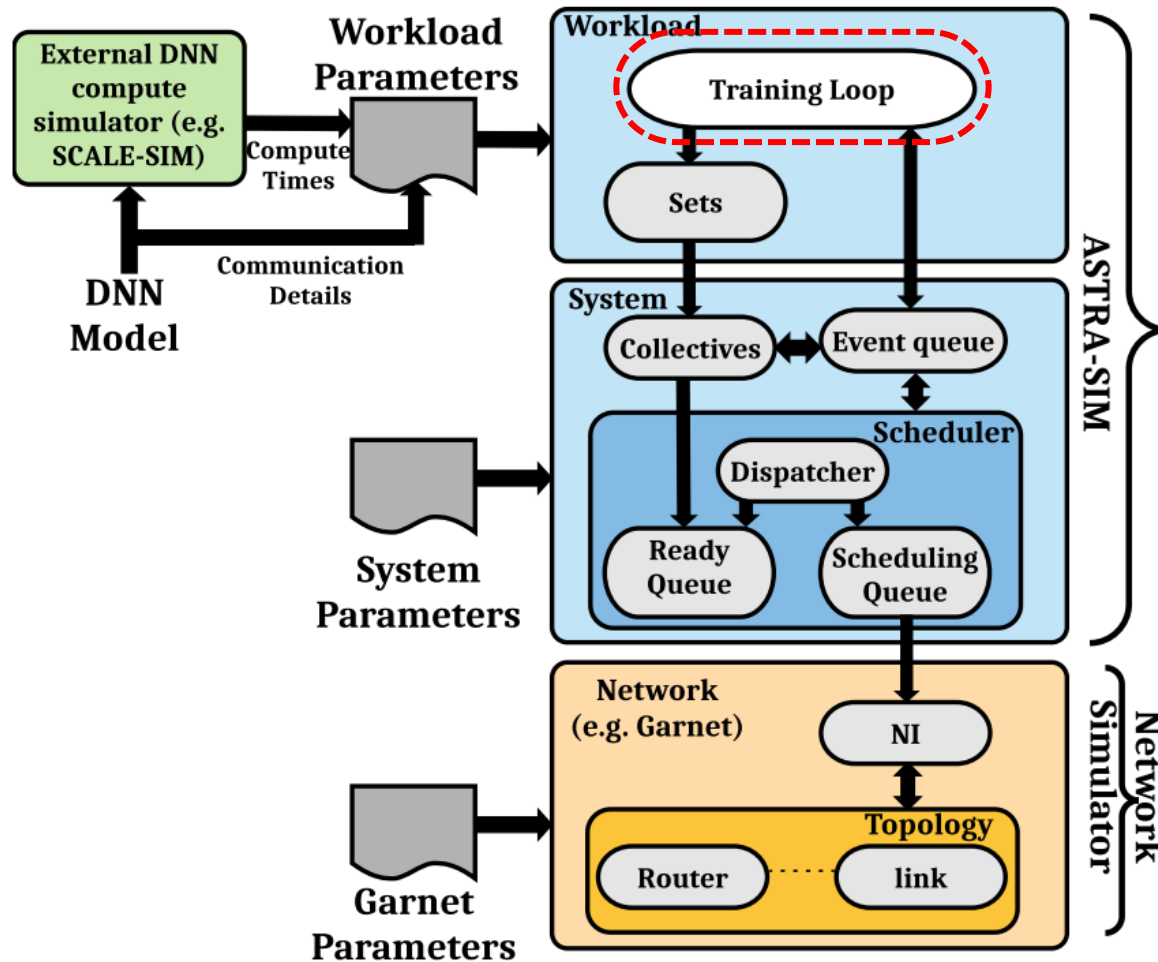 External DNN
compute
simulator (e.g.
SCALE-SIM)
Workload
Parameters
Compute
Times
Communication
Details
DNN
Model
Workload
Training Loop
Sets
System
Collectives
Event queue
Scheduler
Dispatcher
Ready
Queue
Scheduling
Queue
System
Parameters
ASTRA-SIM
Network
(e.g. Garnet)
NI
Topology
Router
link
Garnet
Parameters
Network
Simulator